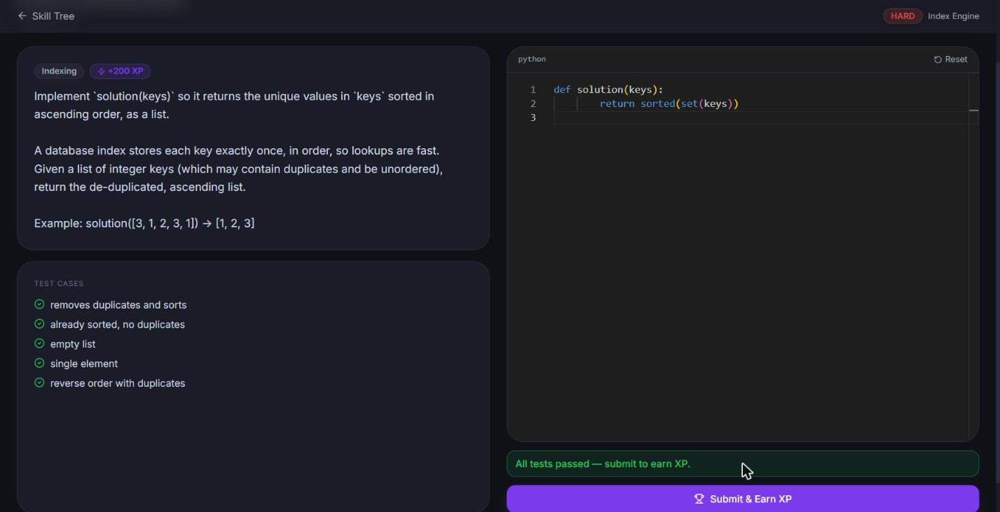 Skill Tree
HARD Index Engine
Indexing +200 XP
Implement `solution(keys)` so it returns the unique values in `keys` sorted in
ascending order, as a list.
A database index stores each key exactly once, in order, so lookups are fast.
Given a list of integer keys (which may contain duplicates and be unordered),
return the de-duplicated, ascending list.
Example: solution([3, 1, 2, 3, 1]) → [1, 2, 3]
TEST CASES
removes duplicates and sorts
already sorted, no duplicates
empty list
single element
reverse order with duplicates
python Reset
1 def solution(keys):
2 return sorted(set(keys))
3
All tests passed — submit to earn XP.
Submit & Earn XP